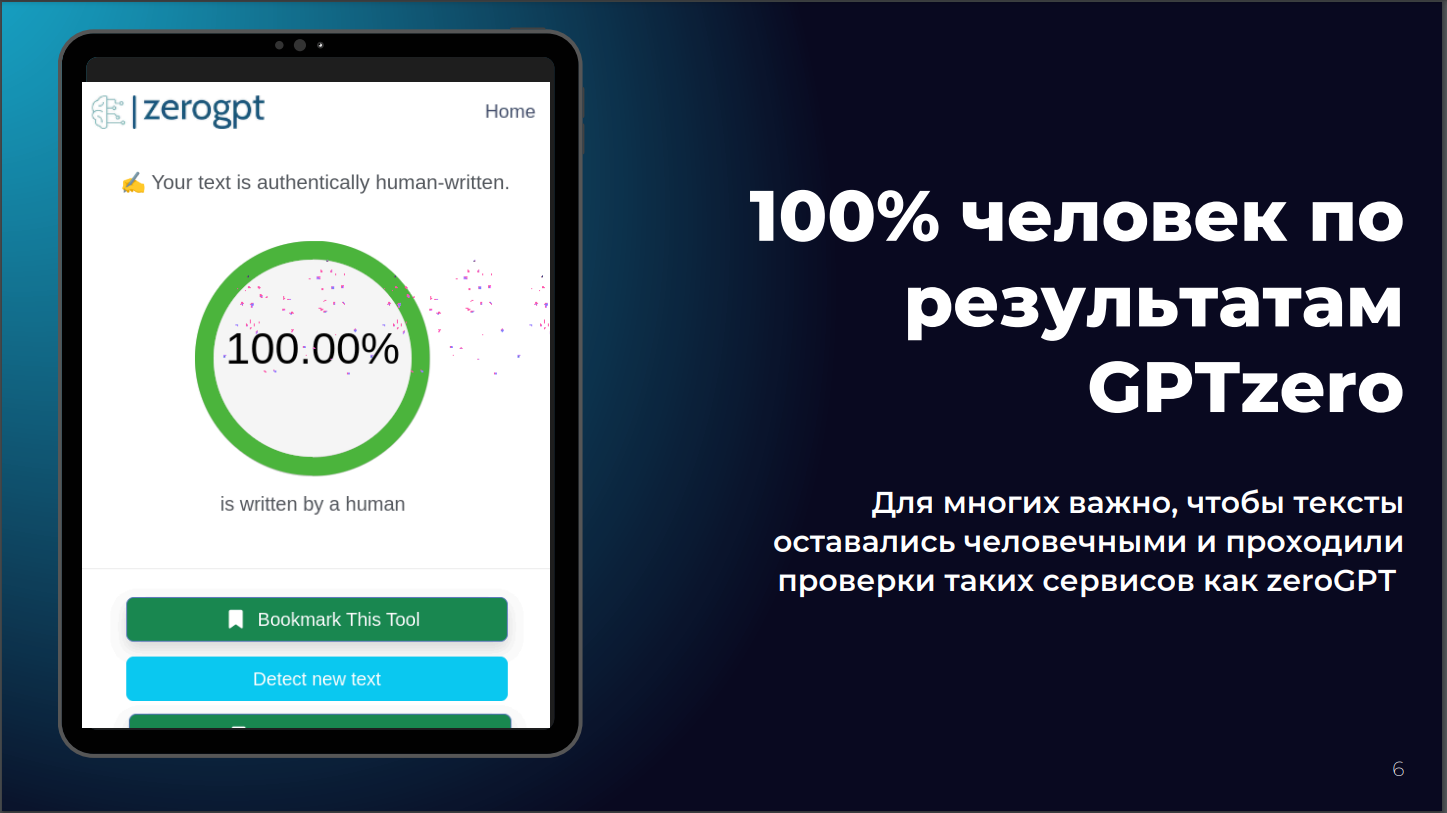 zerogpt
Home
✍️ Your text is authentically human-written.
100.00%
is written by a human
Bookmark This Tool
Detect new text
100% человек по
результатам
GPTzero
Для многих важно, чтобы тексты
оставались человечными и проходили
проверки таких сервисов как zeroGPT
6